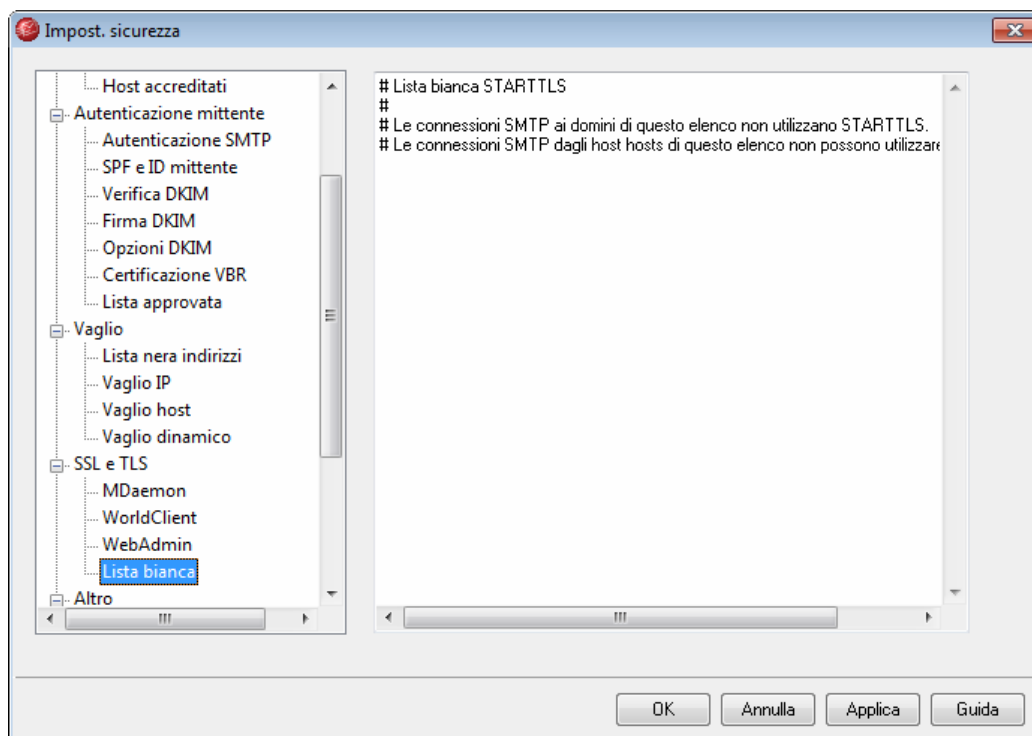 Impost. sicurezza
Host accreditati
Autenticazione mittente
Autenticazione SMTP
SPF e ID mittente
Verifica DKIM
Firma DKIM
Opzioni DKIM
Certificazione VBR
Lista approvata
Vaglio
Lista nera indirizzi
Vaglio IP
Vaglio host
Vaglio dinamico
SSL e TLS
MDaemon
WorldClient
WebAdmin
Lista bianca
Altro
# Lista bianca STARTTLS
#
# Le connessioni SMTP ai domini di questo elenco non utilizzano STARTTLS.
# Le connessioni SMTP dagli host hosts di questo elenco non possono utilizzare
OK
Annulla
Applica
Guida